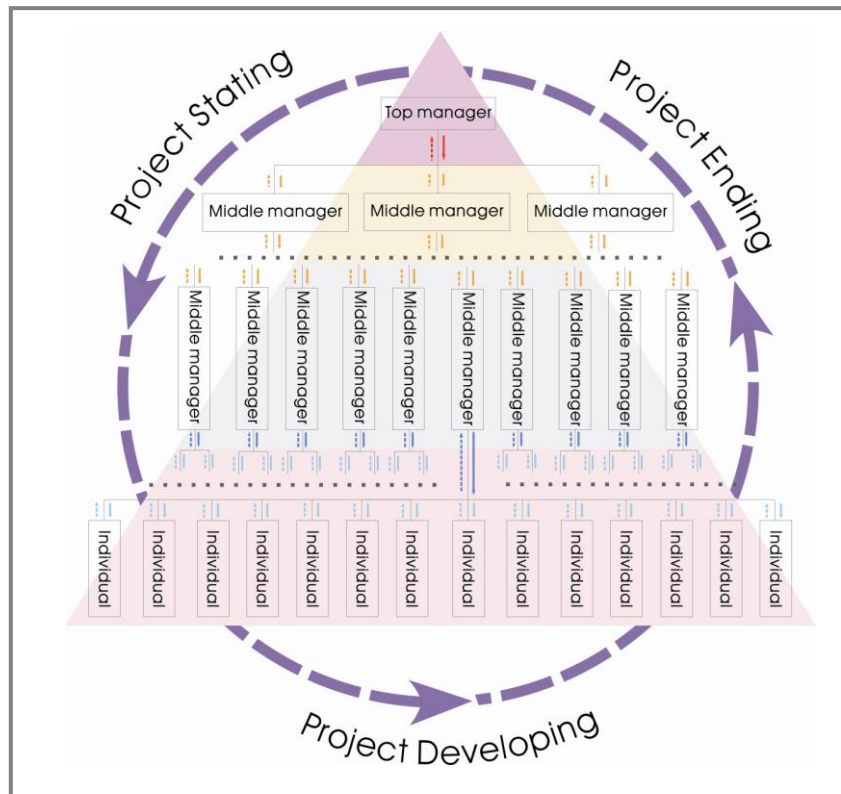 Project Stating
Project Ending
Top manager
Middle manager
Middle manager
Middle manager
Middle manager
Middle manager
Middle manager
Middle manager
Middle manager
Middle manager
Middle manager
Middle manager
Middle manager
Middle manager
Individual
Individual
Individual
Individual
Individual
Individual
Individual
Individual
Individual
Individual
Individual
Individual
Individual
Individual
Project Developing